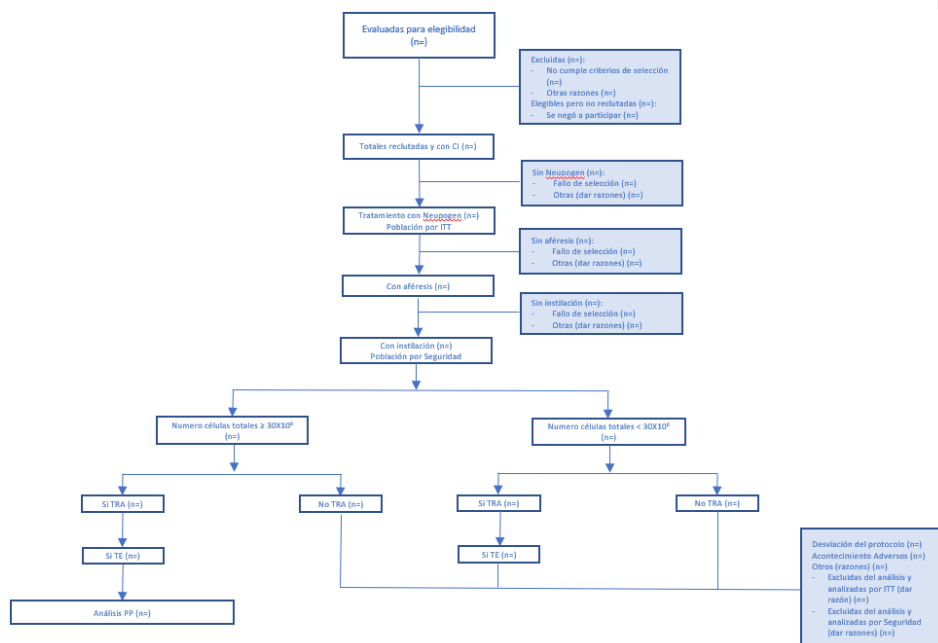 Evaluadas para elegibilidad
(n=)
Excluidas (n=):
- No cumple criterios de selección
(n=)
- Otras razones (n=)
Elegibles pero no reclutadas (n=):
- Se negó a participar (n=)
Totales reclutadas y con CI (n=)
Sin Neupogen (n=):
- Fallo de selección (n=)
- Otras (dar razones) (n=)
Tratamiento con Neupogen (n=)
Población por ITT
Sin aféresis (n=):
- Fallo de selección (n=)
- Otras (dar razones) (n=)
Con aféresis (n=)
Sin instilación (n=):
- Fallo de selección (n=)
- Otras (dar razones) (n=)
Con instilación (n=)
Población por Seguridad
Numero células totales ≥ 30X10⁶
(n=)
Numero células totales < 30X10⁶
(n=)
Si TRA (n=)
No TRA (n=)
Si TRA (n=)
No TRA (n=)
Si TE (n=)
Si TE (n=)
Desviación del protocolo (n=)
Acontecimiento Adversos (n=)
Otros (razones) (n=)
- Excluidas del análisis y
analizadas por ITT (dar
razón) (n=)
- Excluidas del análisis y
analizadas por Seguridad
(dar razones) (n=)
Análisis PP (n=)